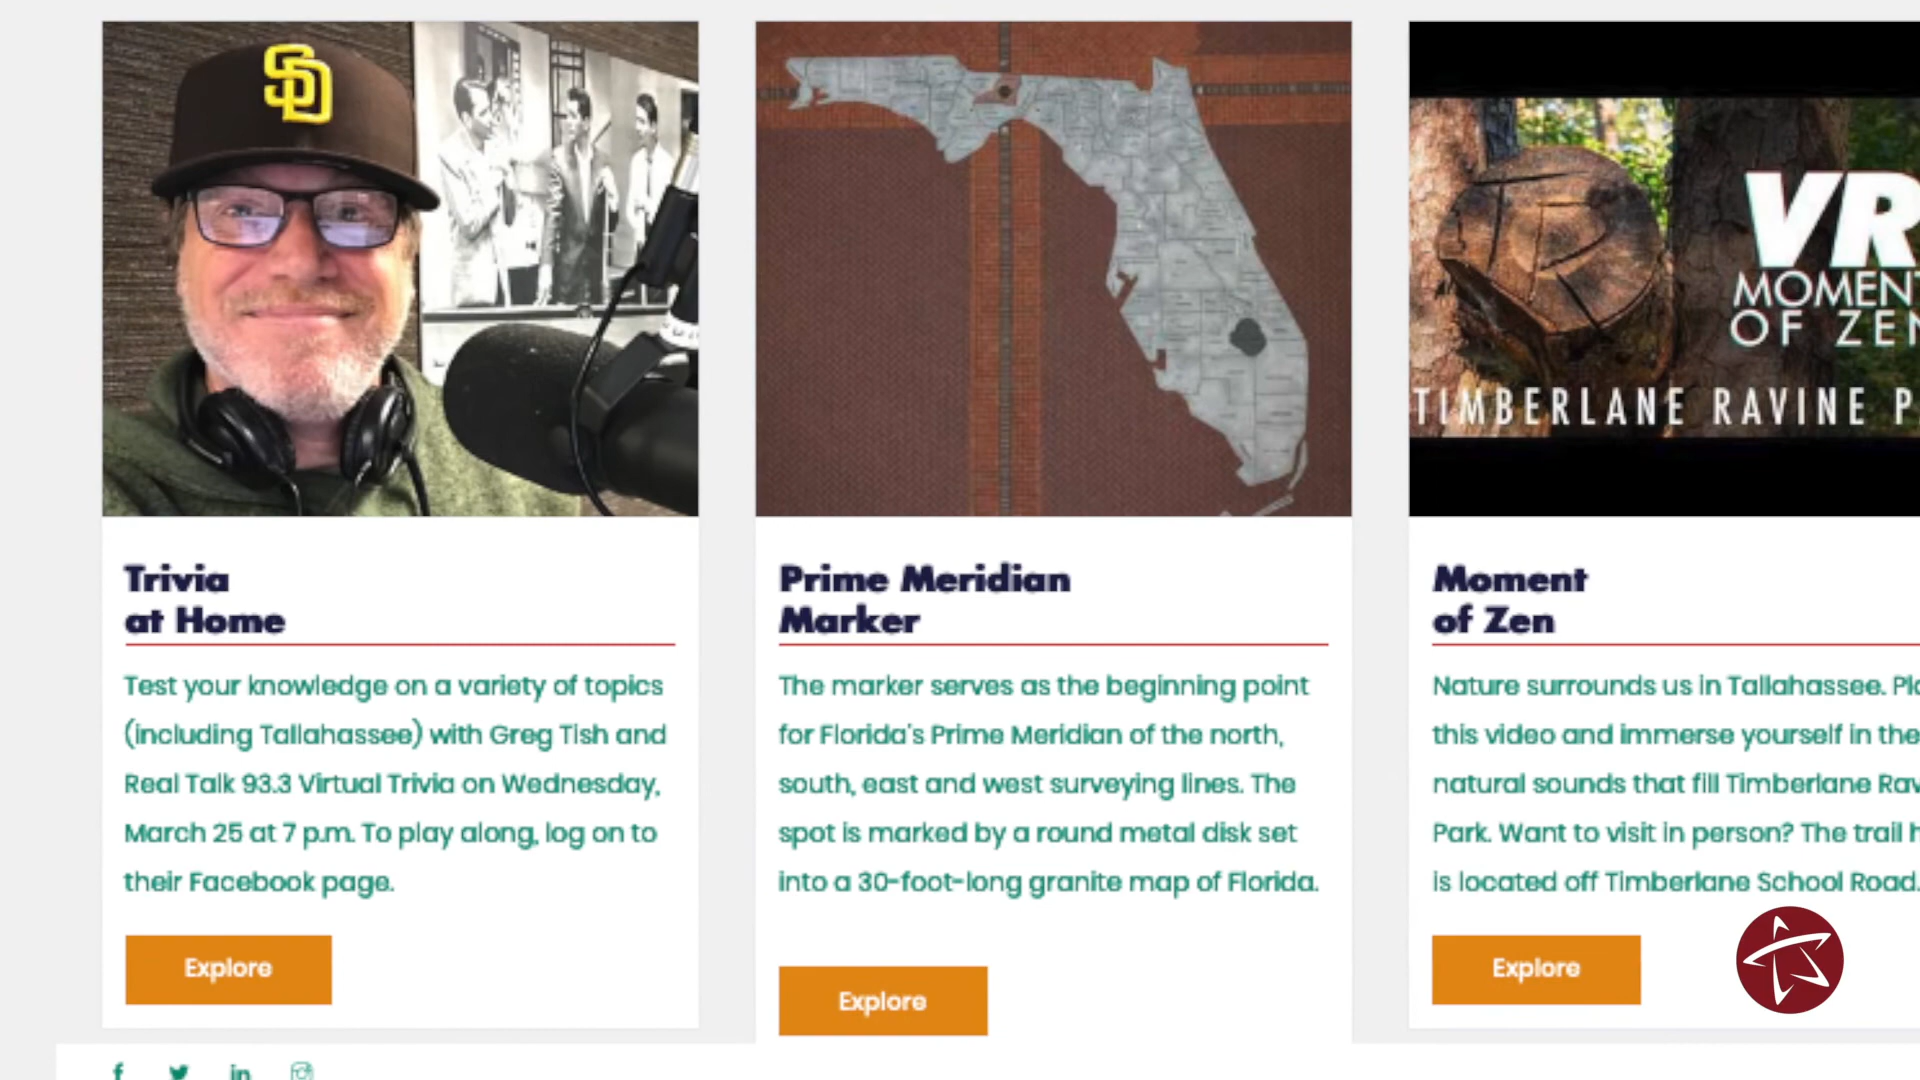 SD
VR
MOMENT
OF ZEN
TIMBERLANE RAVINE P
Trivia
at Home
Test your knowledge on a variety of topics
(including Tallahassee) with Greg Tish and
Real Talk 93.3 Virtual Trivia on Wednesday,
March 25 at 7 p.m. To play along, log on to
their Facebook page.
Explore
Prime Meridian
Marker
The marker serves as the beginning point
for Florida's Prime Meridian of the north,
south, east and west surveying lines. The
spot is marked by a round metal disk set
into a 30-foot-long granite map of Florida.
Explore
Moment
of Zen
Nature surrounds us in Tallahassee. Pla
this video and immerse yourself in the
natural sounds that fill Timberlane Rav
Park. Want to visit in person? The trail h
is located off Timberlane School Road.
Explore